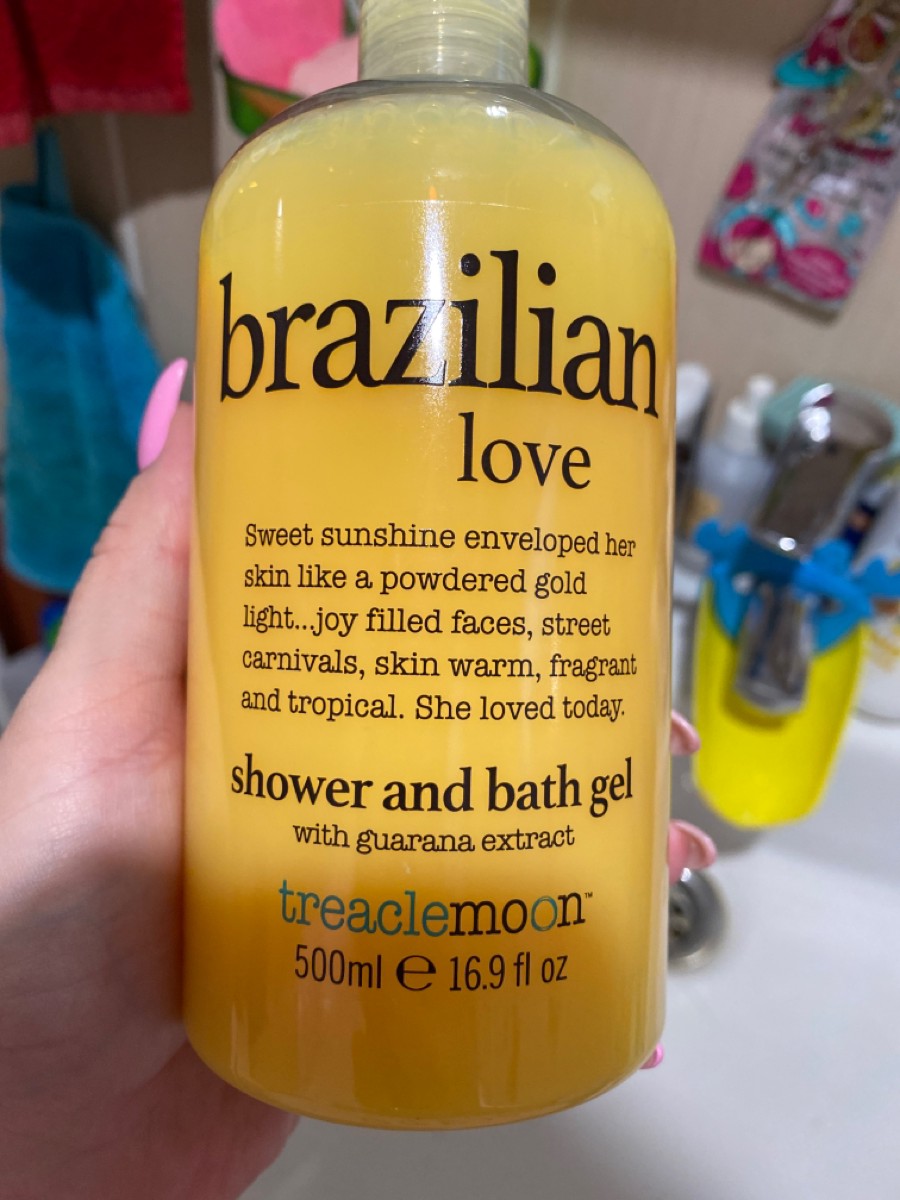 brazilian
love
Sweet sunshine enveloped her
skin like a powdered gold
light...joy filled faces, street
carnivals, skin warm, fragrant
and tropical. She loved today.
shower and bath gel
with guarana extract
treaclemoon™
500ml ℮ 16.9 fl oz